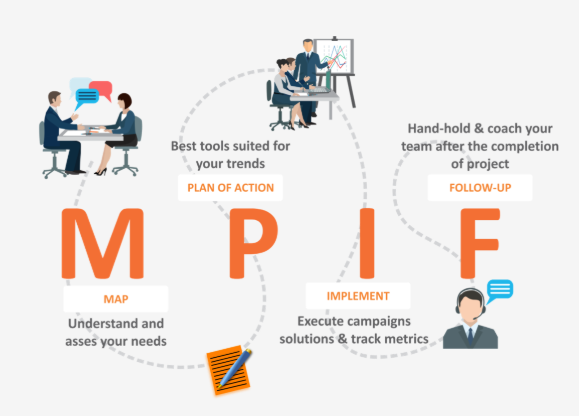 M
MAP
Understand and
asses your needs
Best tools suited for
your trends
PLAN OF ACTION
P
I
IMPLEMENT
Execute campaigns
solutions & track metrics
Hand-hold & coach your
team after the completion
of project
FOLLOW-UP
F